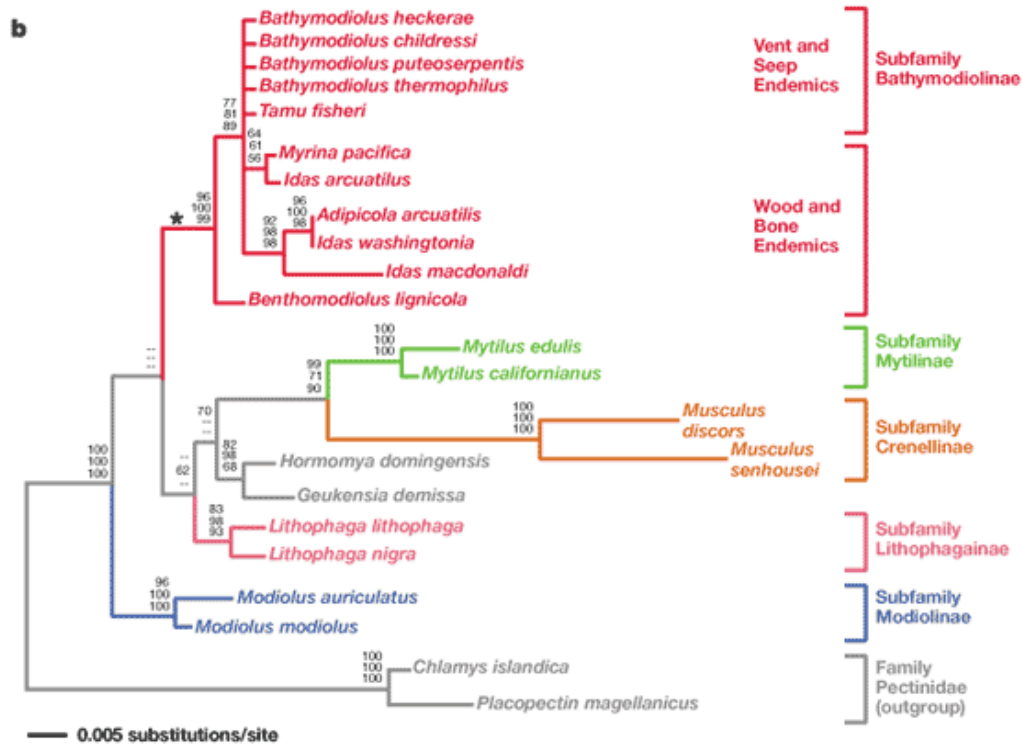 b
Bathymodiolus heckerae
Bathymodiolus childressi
Bathymodiolus puteoserpentis
Bathymodiolus thermophilus
Tamu fisheri
Vent and
Seep
Endemics
Subfamily
Bathymodiolinae
77
81
89
64
61
56
Myrina pacifica
Idas arcuatilus
96
100
99
*
92
98
98
96
100
98
Adipicola arcuatilis
Idas washingtonia
Idas macdonaldi
Benthomodiolus lignicola
Wood and
Bone
Endemics
--
--
--
100
100
100
Mytilus edulis
Mytilus californianus
Subfamily
Mytilinae
99
71
90
100
100
100
Musculus
discors
Musculus
senhousei
Subfamily
Crenellinae
70
--
--
82
98
68
Hormomya domingensis
Geukensia demissa
--
62
--
100
100
100
83
98
93
Lithophaga lithophaga
Lithophaga nigra
Subfamily
Lithophagainae
96
100
100
Modiolus auriculatus
Modiolus modiolus
Subfamily
Modiolinae
100
100
100
Chlamys islandica
Placopectin magellanicus
Family
Pectinidae
(outgroup)
0.005 substitutions/site